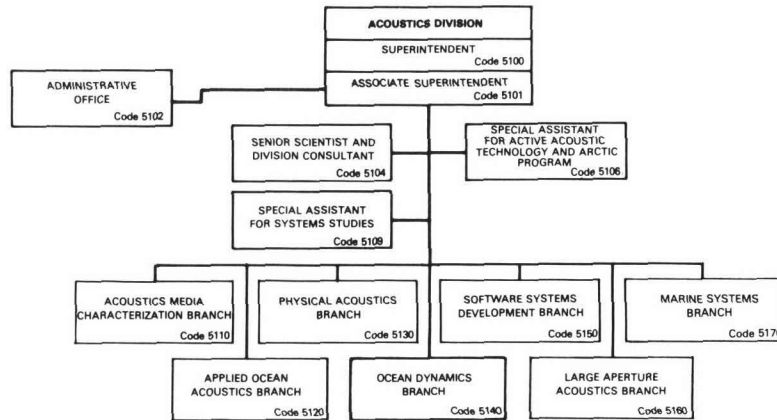 ACOUSTICS DIVISION
SUPERINTENDENT
Code 5100
ASSOCIATE SUPERINTENDENT
Code 5101
ADMINISTRATIVE
OFFICE
Code 5102
SENIOR SCIENTIST AND
DIVISION CONSULTANT
Code 5104
SPECIAL ASSISTANT
FOR ACTIVE ACOUSTIC
TECHNOLOGY AND ARCTIC
PROGRAM
Code 5106
SPECIAL ASSISTANT
FOR SYSTEMS STUDIES
Code 5109
ACOUSTICS MEDIA
CHARACTERIZATION BRANCH
Code 5110
PHYSICAL ACOUSTICS
BRANCH
Code 5130
SOFTWARE SYSTEMS
DEVELOPMENT BRANCH
Code 5150
MARINE SYSTEMS
BRANCH
Code 5170
APPLIED OCEAN
ACOUSTICS BRANCH
Code 5120
OCEAN DYNAMICS
BRANCH
Code 5140
LARGE APERTURE
ACOUSTICS BRANCH
Code 5160